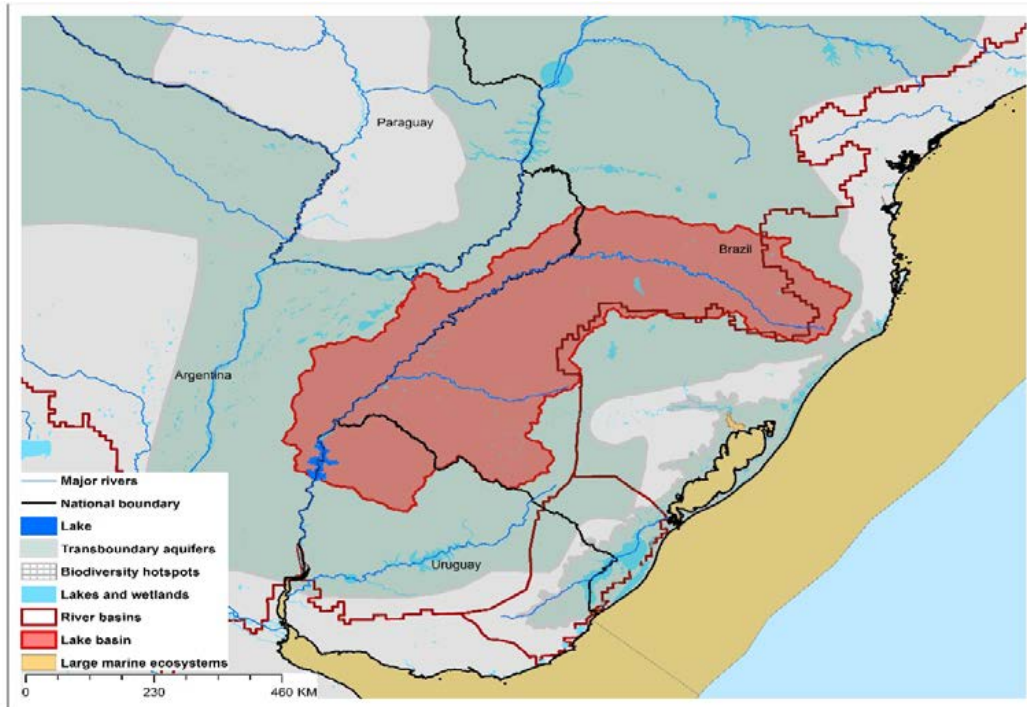 Paraguay
Brazil
Argentina
Uruguay
Major rivers
National boundary
Lake
Transboundary aquifers
Biodiversity hotspots
Lakes and wetlands
River basins
Lake basin
Large marine ecosystems
0 230 460 KM